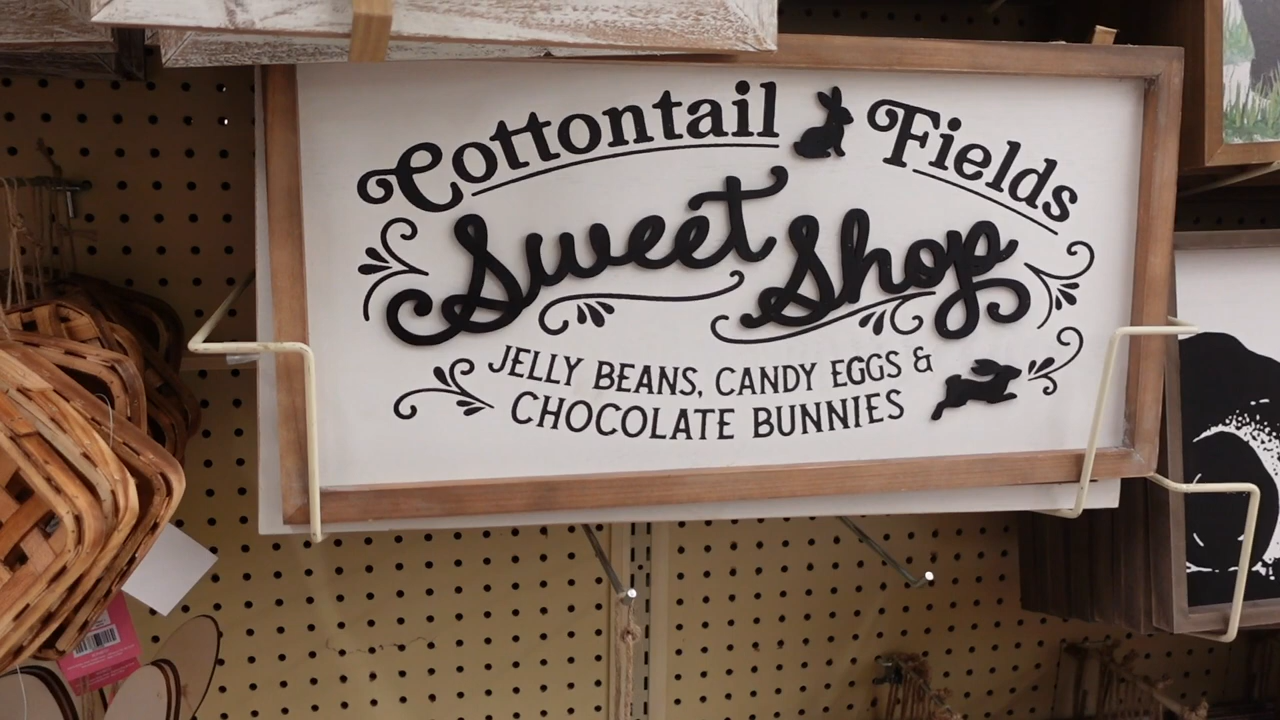 Cottontail Fields
Sweet Shop
JELLY BEANS, CANDY EGGS &
CHOCOLATE BUNNIES